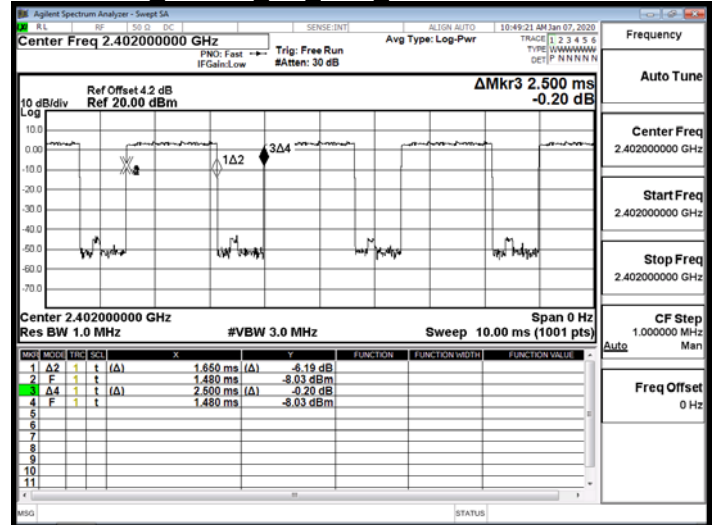 Agilent Spectrum Analyzer - Swept SA
RL RF 50 Ω DC SENSE:INT ALIGN AUTO 10:49:21 AM Jan 07, 2020
Center Freq 2.402000000 GHz
PNO: Fast
IFGain:Low
Trig: Free Run
#Atten: 30 dB
Avg Type: Log-Pwr
TRACE 1 2 3 4 5 6
TYPE WWWWWW
DET P N N N N N
Ref Offset 4.2 dB
10 dB/div Ref 20.00 dBm
Log
ΔMkr3 2.500 ms
-0.20 dB
10.0
0.00
-10.0
-20.0
-30.0
-40.0
-50.0
-60.0
-70.0
1Δ2
3Δ4
Center 2.402000000 GHz Span 0 Hz
Res BW 1.0 MHz #VBW 3.0 MHz Sweep 10.00 ms (1001 pts)
MKR MODE TRC SCL X Y FUNCTION FUNCTION WIDTH FUNCTION VALUE
1 Δ2 1 t (Δ) 1.650 ms (Δ) -6.19 dB
2 F 1 t 1.480 ms -8.03 dBm
3 Δ4 1 t (Δ) 2.500 ms (Δ) -0.20 dB
4 F 1 t 1.480 ms -8.03 dBm
5
6
7
8
9
10
11
MSG STATUS
Frequency
Auto Tune
Center Freq
2.402000000 GHz
Start Freq
2.402000000 GHz
Stop Freq
2.402000000 GHz
CF Step
1.000000 MHz
Auto Man
Freq Offset
0 Hz